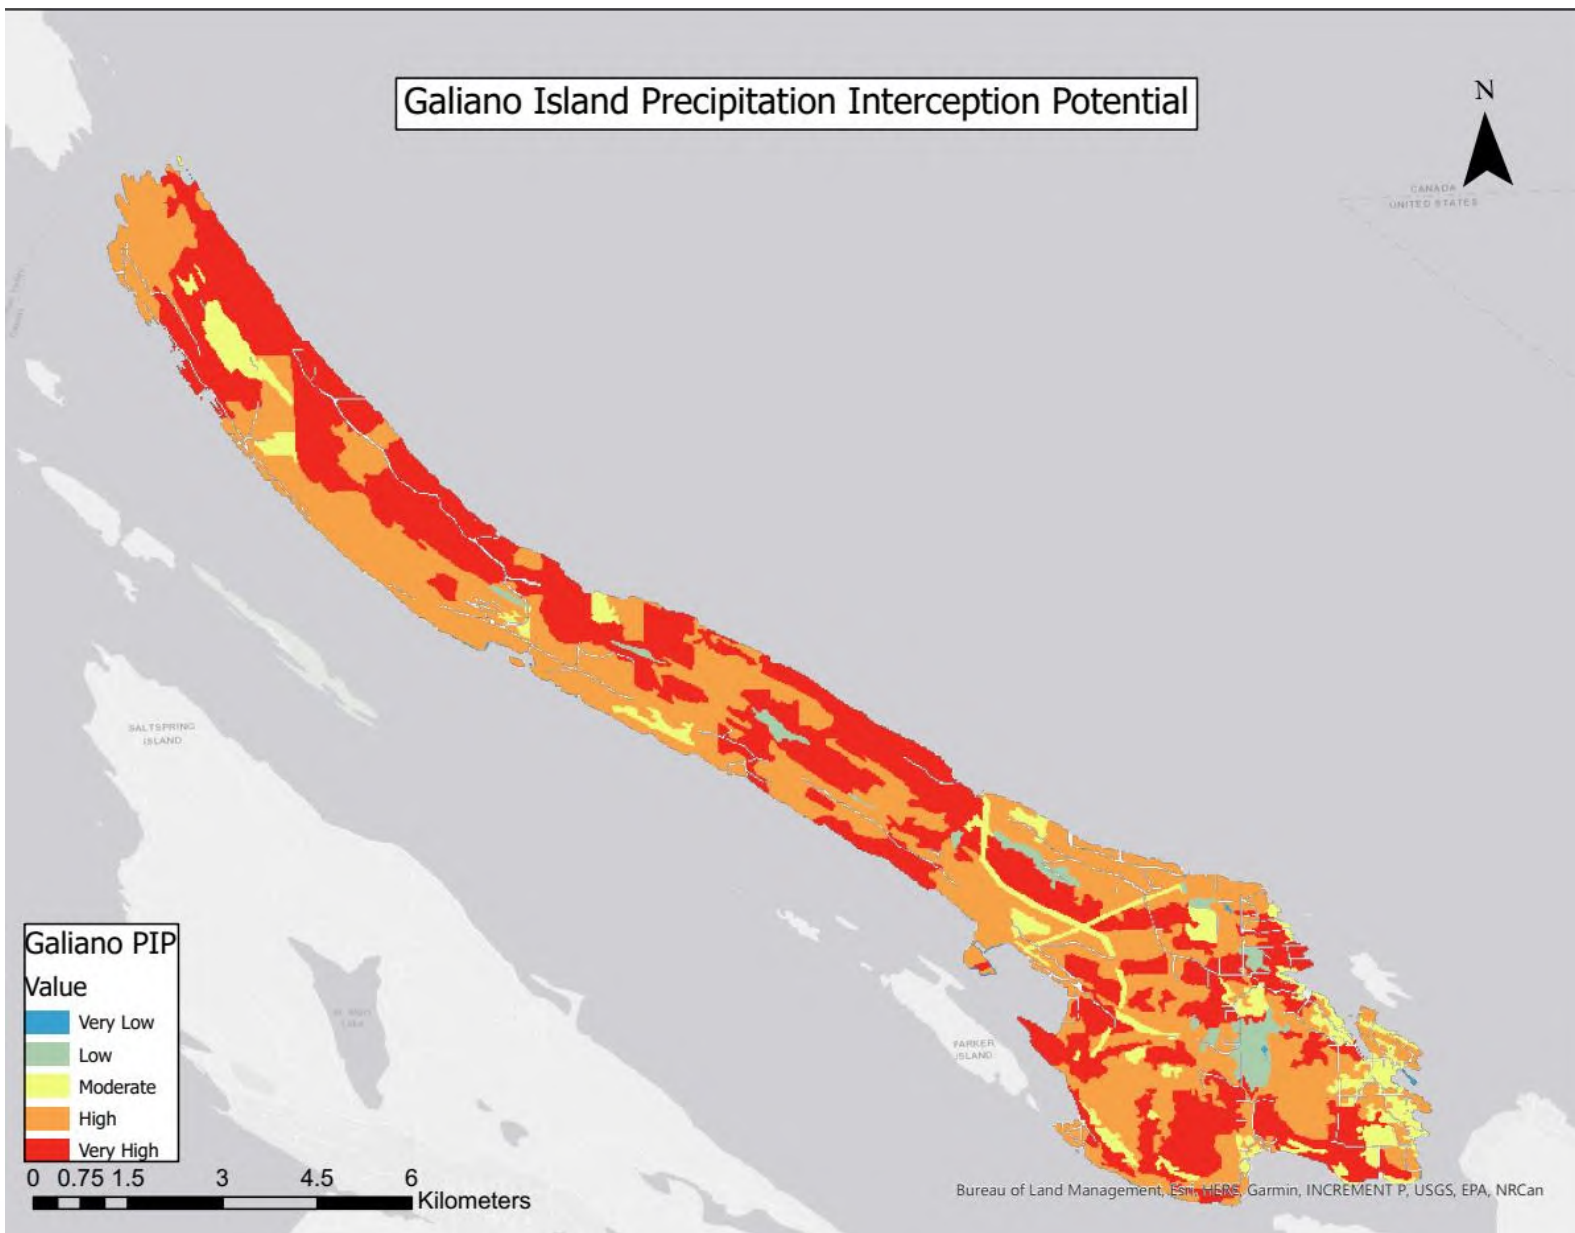 Galiano Island Precipitation Interception Potential
N
CANADA
UNITED STATES
SALTSPRING
ISLAND
Lake
PARKER
ISLAND
Galiano PIP
Value
Very Low
Low
Moderate
High
Very High
0 0.75 1.5 3 4.5 6
Kilometers
Bureau of Land Management, Esri, HERE, Garmin, INCREMENT P, USGS, EPA, NRCan